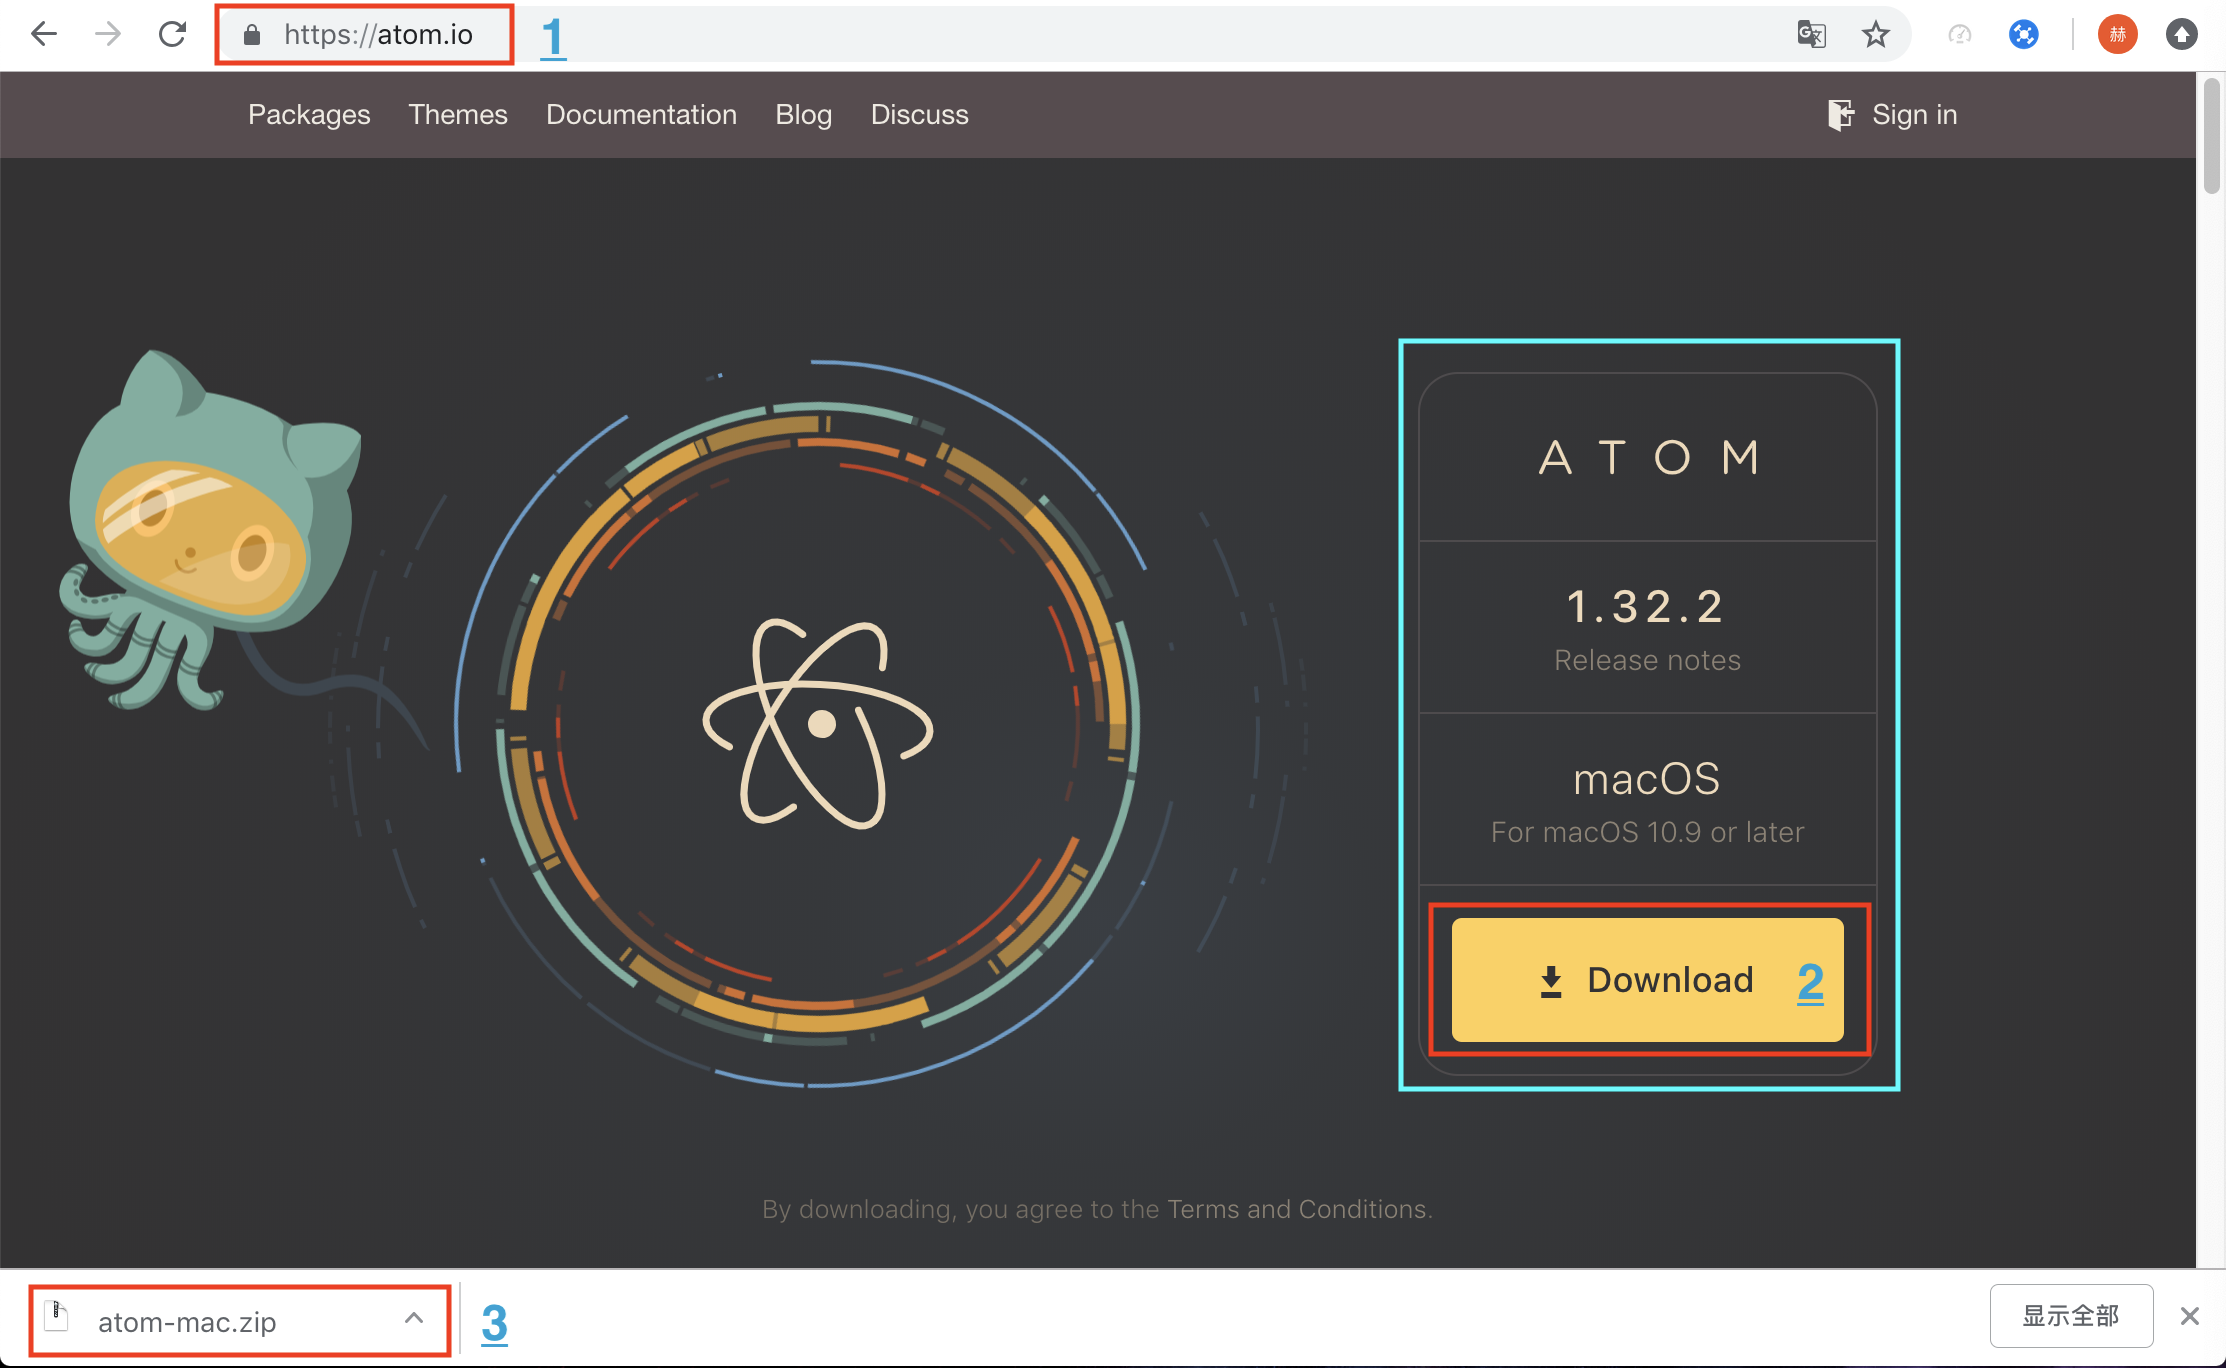 https://atom.io 1
赫
Packages Themes Documentation Blog Discuss Sign in
ATOM
1.32.2
Release notes
macOS
For macOS 10.9 or later
Download 2
By downloading, you agree to the Terms and Conditions.
atom-mac.zip 3
显示全部